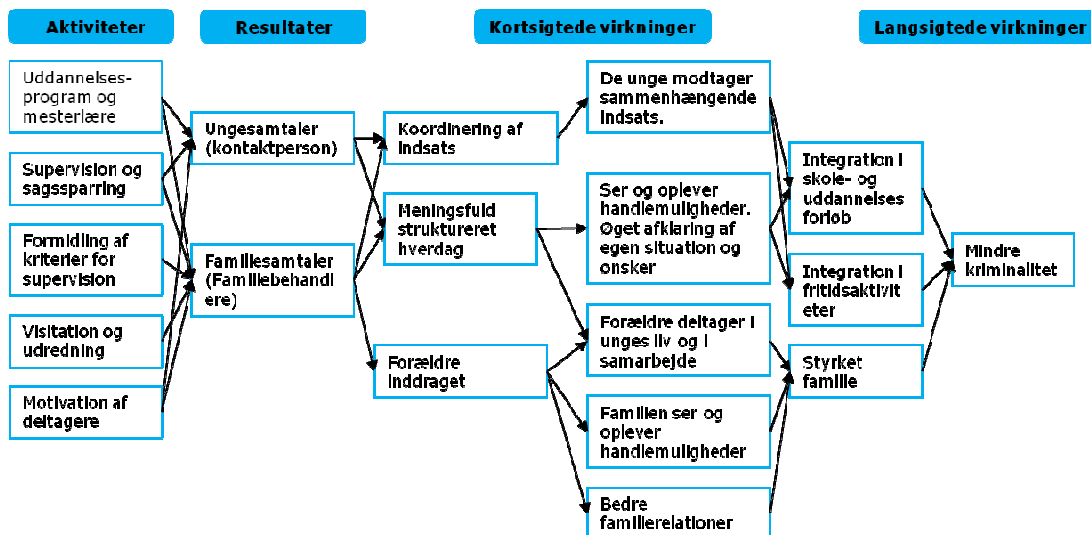 Aktiviteter
Resultater
Kortsigtede virkninger
Langsigtede virkninger
Uddannelses-
program og
mesterlære
Supervision og
sagssparring
Formidling af
kriterier for
supervision
Visitation og
udredning
Motivation af
deltagere
Ungesamtaler
(kontaktperson)
Familiesamtaler
(Familiebehandl
ere)
Koordinering af
indsats
Meningsfuld
struktureret
hverdag
Forældre
inddraget
De unge modtager
sammenhængende
indsats.
Ser og oplever
handlemuligheder.
Øget afklaring af
egen situation og
ønsker
Forældre deltager i
unges liv og i
samarbejde
Familien ser og
oplever
handlemuligheder
Bedre
familierelationer
Integration i
skole- og
uddannelses
forløb
Integration i
fritidsaktivit
eter
Styrket
familie
Mindre
kriminalitet